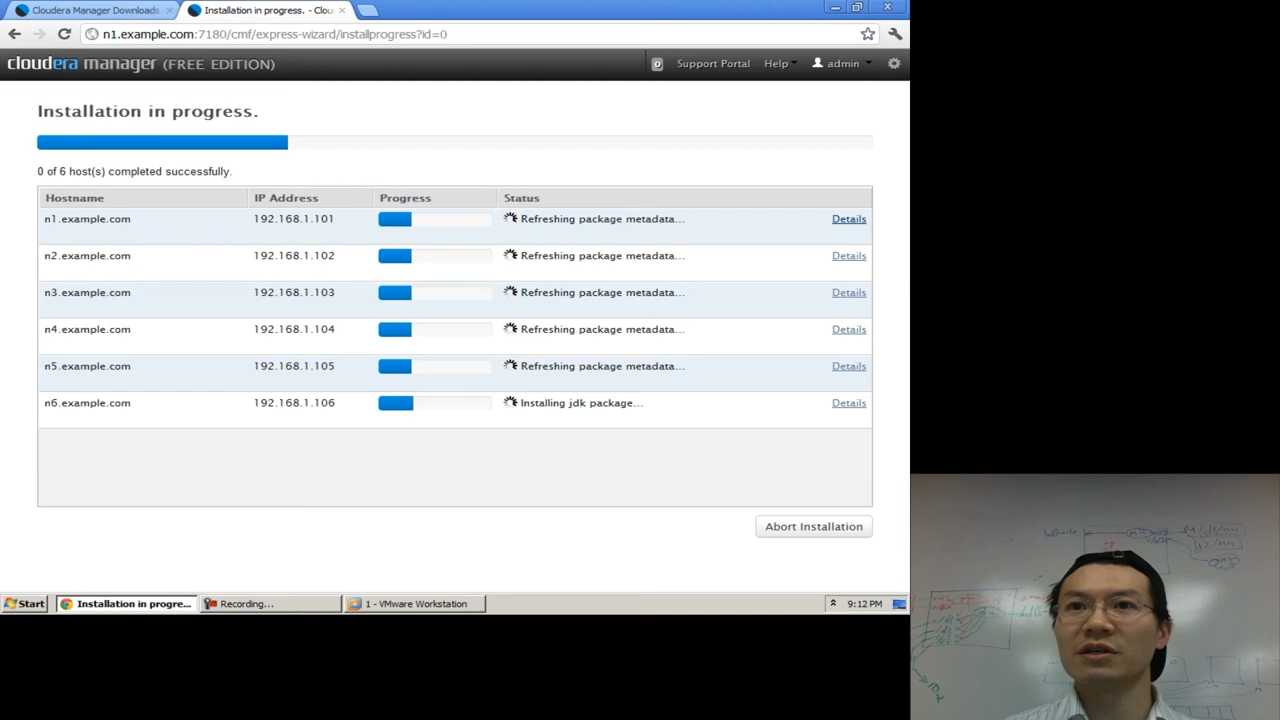 Cloudera Manager Downloads
Installation in progress. - Clou
n1.example.com:7180/cmf/express-wizard/installprogress?id=0
cloudera manager (FREE EDITION)
Support Portal Help admin
Installation in progress.
0 of 6 host(s) completed successfully.
Hostname IP Address Progress Status
n1.example.com 192.168.1.101 Refreshing package metadata... Details
n2.example.com 192.168.1.102 Refreshing package metadata... Details
n3.example.com 192.168.1.103 Refreshing package metadata... Details
n4.example.com 192.168.1.104 Refreshing package metadata... Details
n5.example.com 192.168.1.105 Refreshing package metadata... Details
n6.example.com 192.168.1.106 Installing jdk package... Details
Abort Installation
Start Installation in progre... Recording... 1 - VMware Workstation 9:12 PM